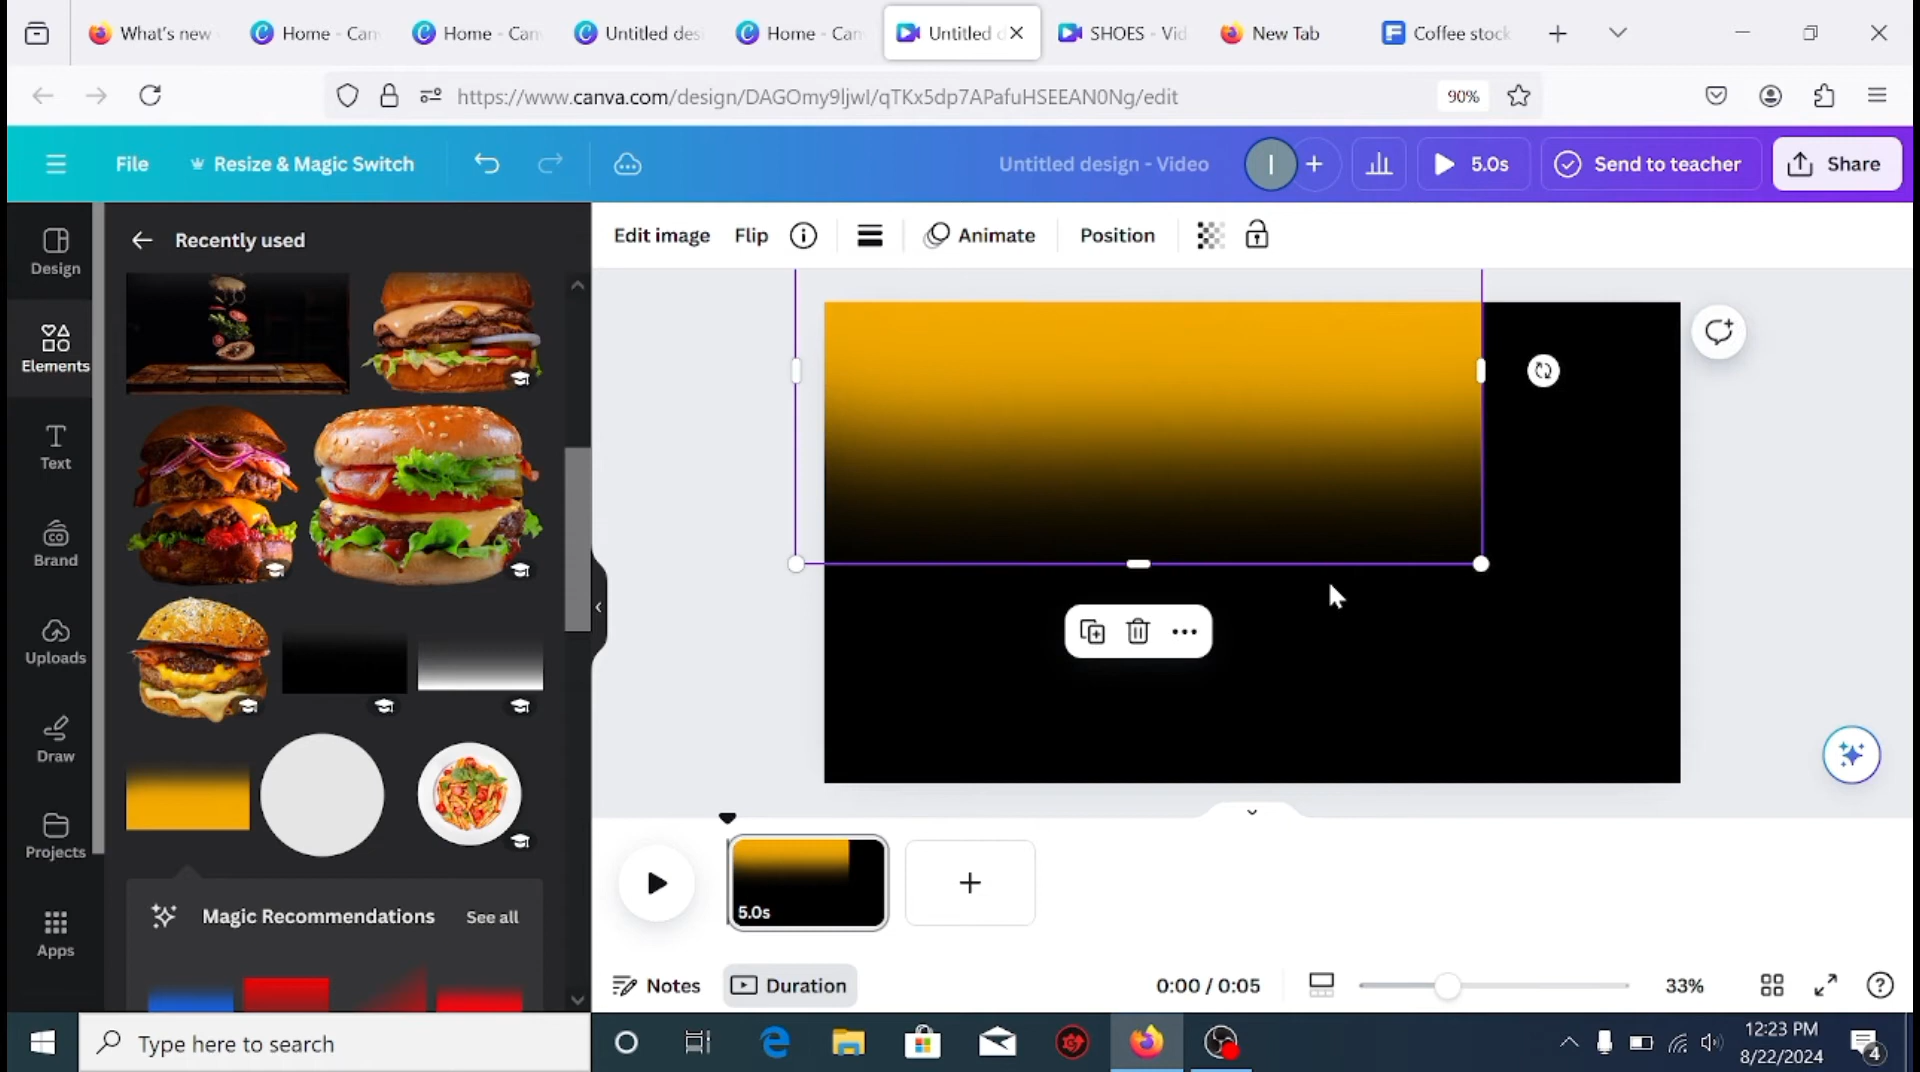 What's new
Home - Can
Home - Can
Untitled des
Home - Can
Untitled d
SHOES - Vid
New Tab
Coffee stock
https://www.canva.com/design/DAGOmy9ljwI/qTKx5dp7APafuHSEEAN0Ng/edit
90%
File
Resize & Magic Switch
Untitled design - Video
I
5.0s
Send to teacher
Share
Design
Elements
Text
Brand
Uploads
Draw
Projects
Apps
Recently used
Edit image
Flip
Animate
Position
Magic Recommendations
See all
5.0s
Notes
Duration
0:00 / 0:05
33%
Type here to search
12:23 PM
8/22/2024
4